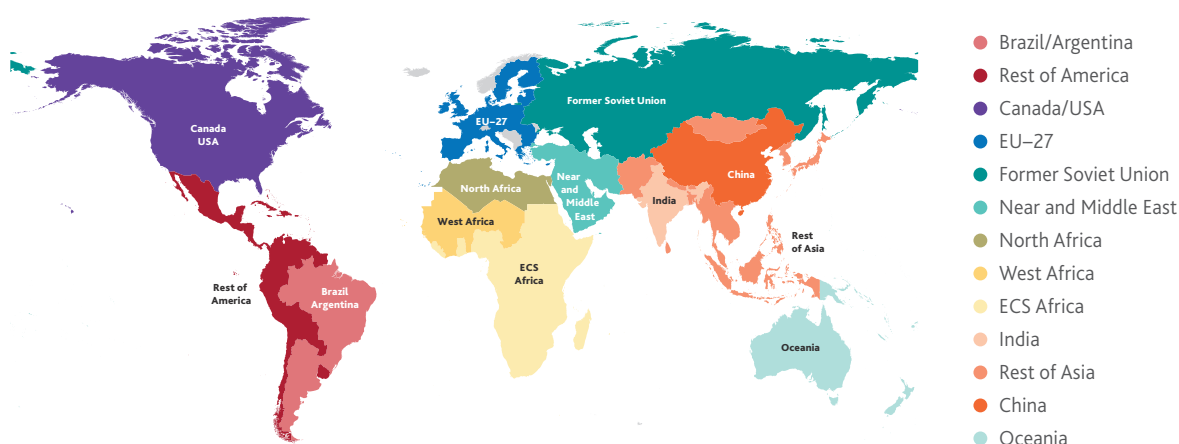 Canada
USA
Rest of
America
Brazil
Argentina
EU–27
Former Soviet Union
North Africa
West Africa
ECS
Africa
Near
and
Middle
East
India
China
Rest
of Asia
Oceania
Brazil/Argentina
Rest of America
Canada/USA
EU–27
Former Soviet Union
Near and Middle East
North Africa
West Africa
ECS Africa
India
Rest of Asia
China
Oceania